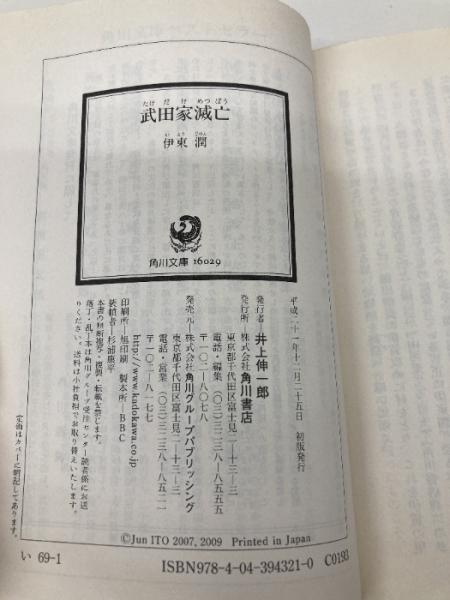 たけだけめつぼう
武田家滅亡
いとうじゅん
伊東潤
角川文庫 16029
平成二十一年十一月二十五日 初版発行
発行者―井上伸一郎
発行所―株式会社角川書店
東京都千代田区富士見二―十三―三
電話・編集 (〇三)三二三八―八五五五
〒一〇二―八〇七八
発売元―株式会社角川グループパブリッシング
東京都千代田区富士見二―十三―三
電話・営業 (〇三)三二三八―八五二一
〒一〇二―八一七七
http://www.kadokawa.co.jp
印刷所―旭印刷 製本所―BBC
装幀者―杉浦康平
本書の無断複写・複製・転載を禁じます。
落丁・乱丁本は角川グループ受注センター読者係にお送
りください。送料は小社負担でお取り替えいたします。
定価はカバーに明記してあります。
©Jun ITO 2007, 2009 Printed in Japan
い 69-1
ISBN978-4-04-394321-0 C0193